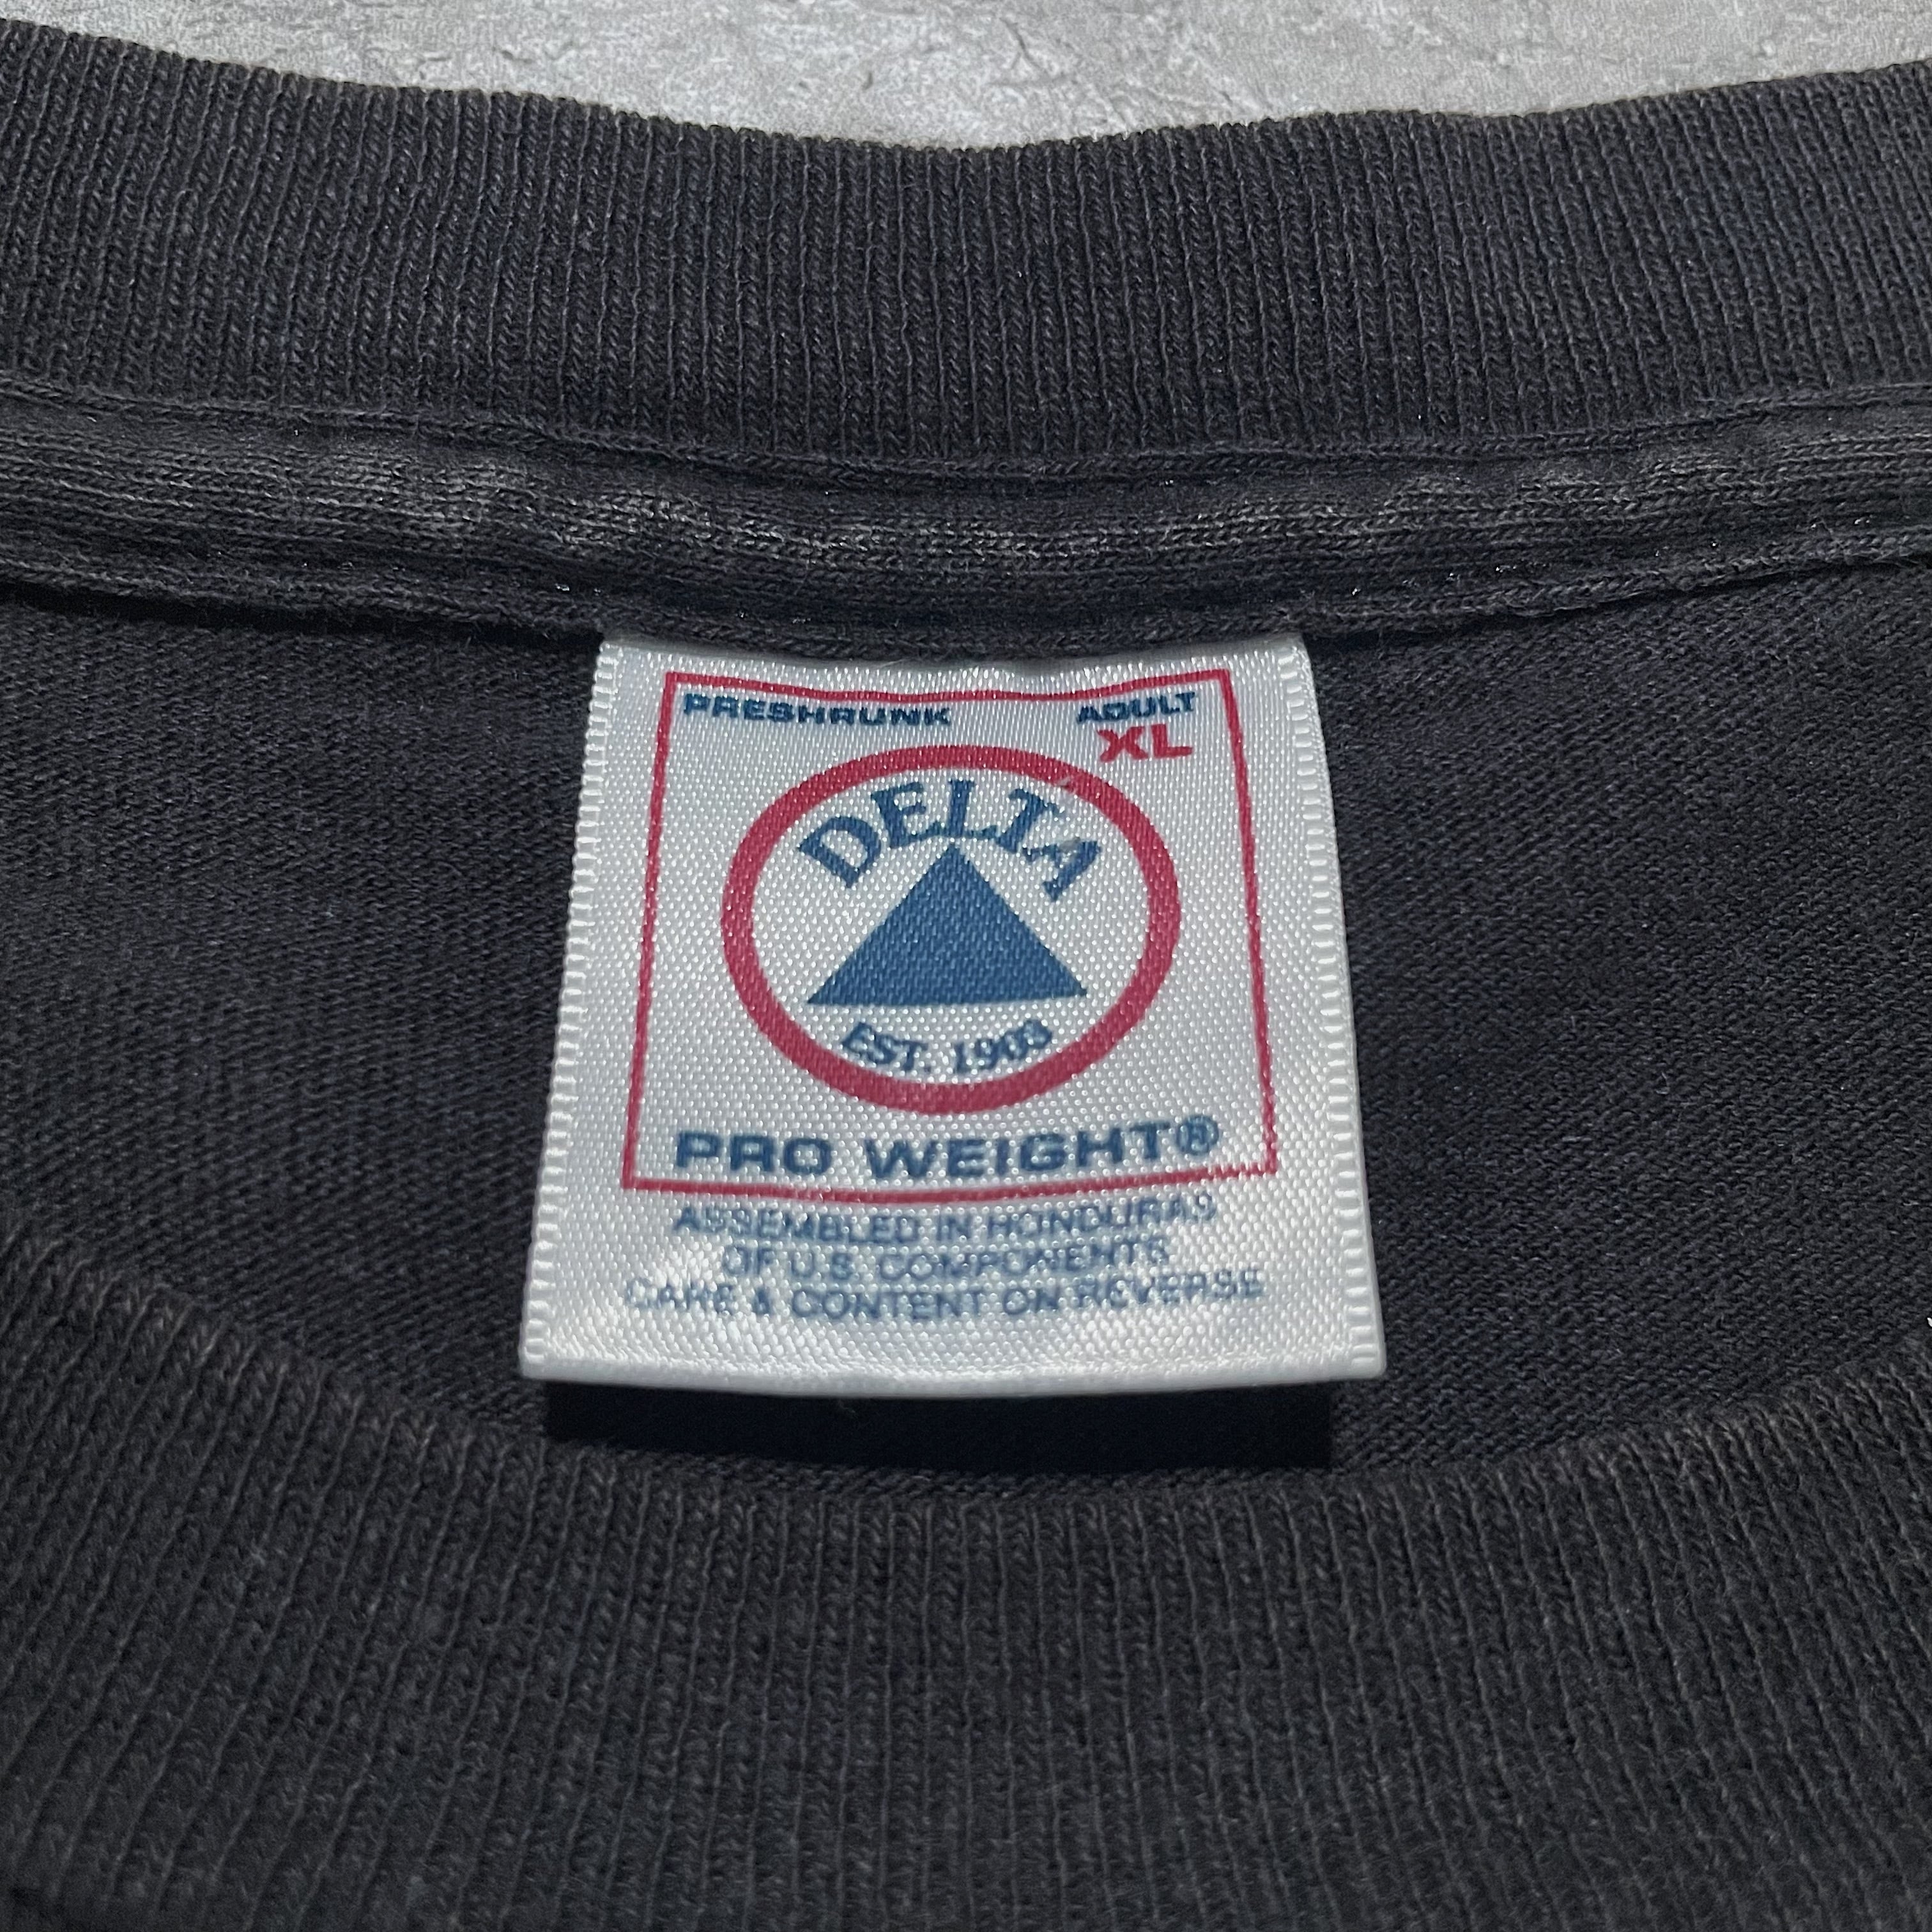 PRESHRUNK ADULT
XL
DELTA
EST. 1903
PRO WEIGHT®
ASSEMBLED IN HONDURAS
OF U.S. COMPONENTS
CARE & CONTENT ON REVERSE